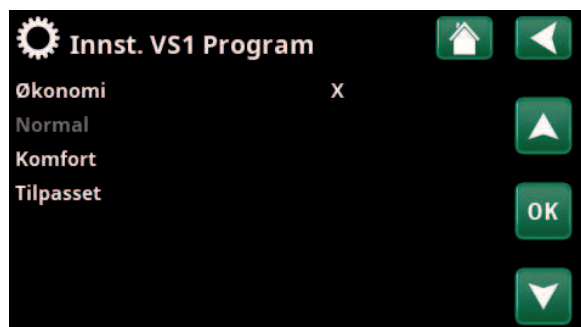 Innst. VS1 Program
Økonomi X
Normal
Komfort
Tilpasset
OK